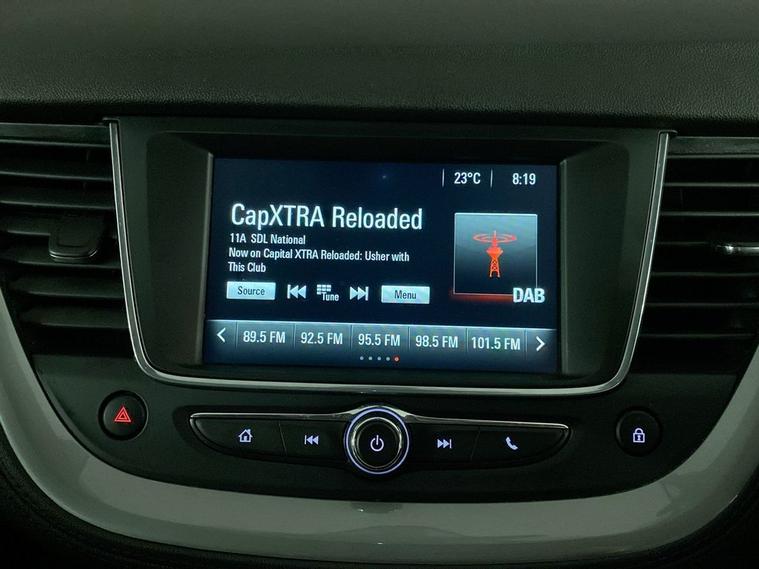 23°C 8:19
CapXTRA Reloaded
11A SDL National
Now on Capital XTRA Reloaded: Usher with
This Club
Source Tune Menu
DAB
89.5 FM 92.5 FM 95.5 FM 98.5 FM 101.5 FM